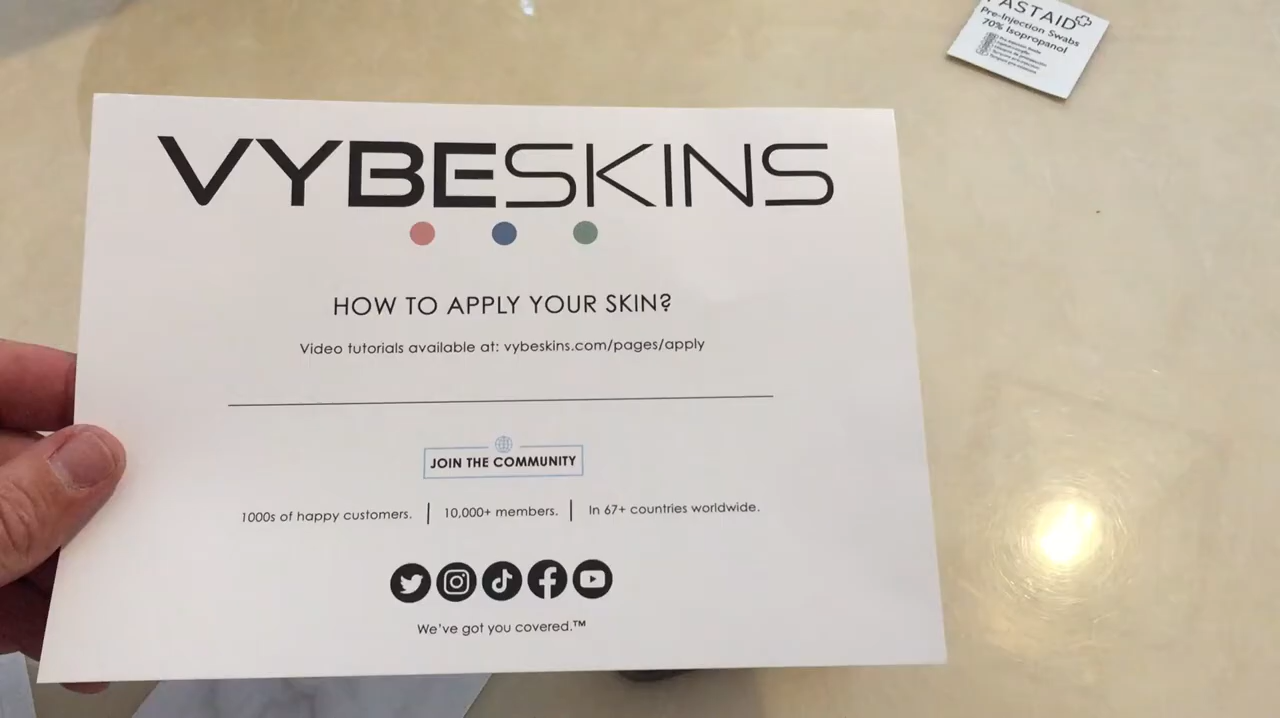 ASTAID
Pre-Injection Swabs
70% Isopropanol
VYBESKINS
HOW TO APPLY YOUR SKIN?
Video tutorials available at: vybeskins.com/pages/apply
JOIN THE COMMUNITY
1000s of happy customers. | 10,000+ members. | In 67+ countries worldwide.
We've got you covered.™